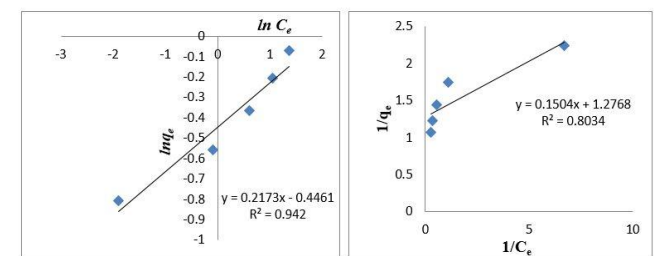 ln Cₑ
0
-3 -2 -1 0 1 2
-0.1
-0.2
-0.3
-0.4
-0.5
-0.6
-0.7
-0.8
-0.9
-1
lnqₑ
y = 0.2173x - 0.4461
R² = 0.942
2.5
2
1.5
1
0.5
0
1/qₑ
y = 0.1504x + 1.2768
R² = 0.8034
0 5 10
1/Cₑ